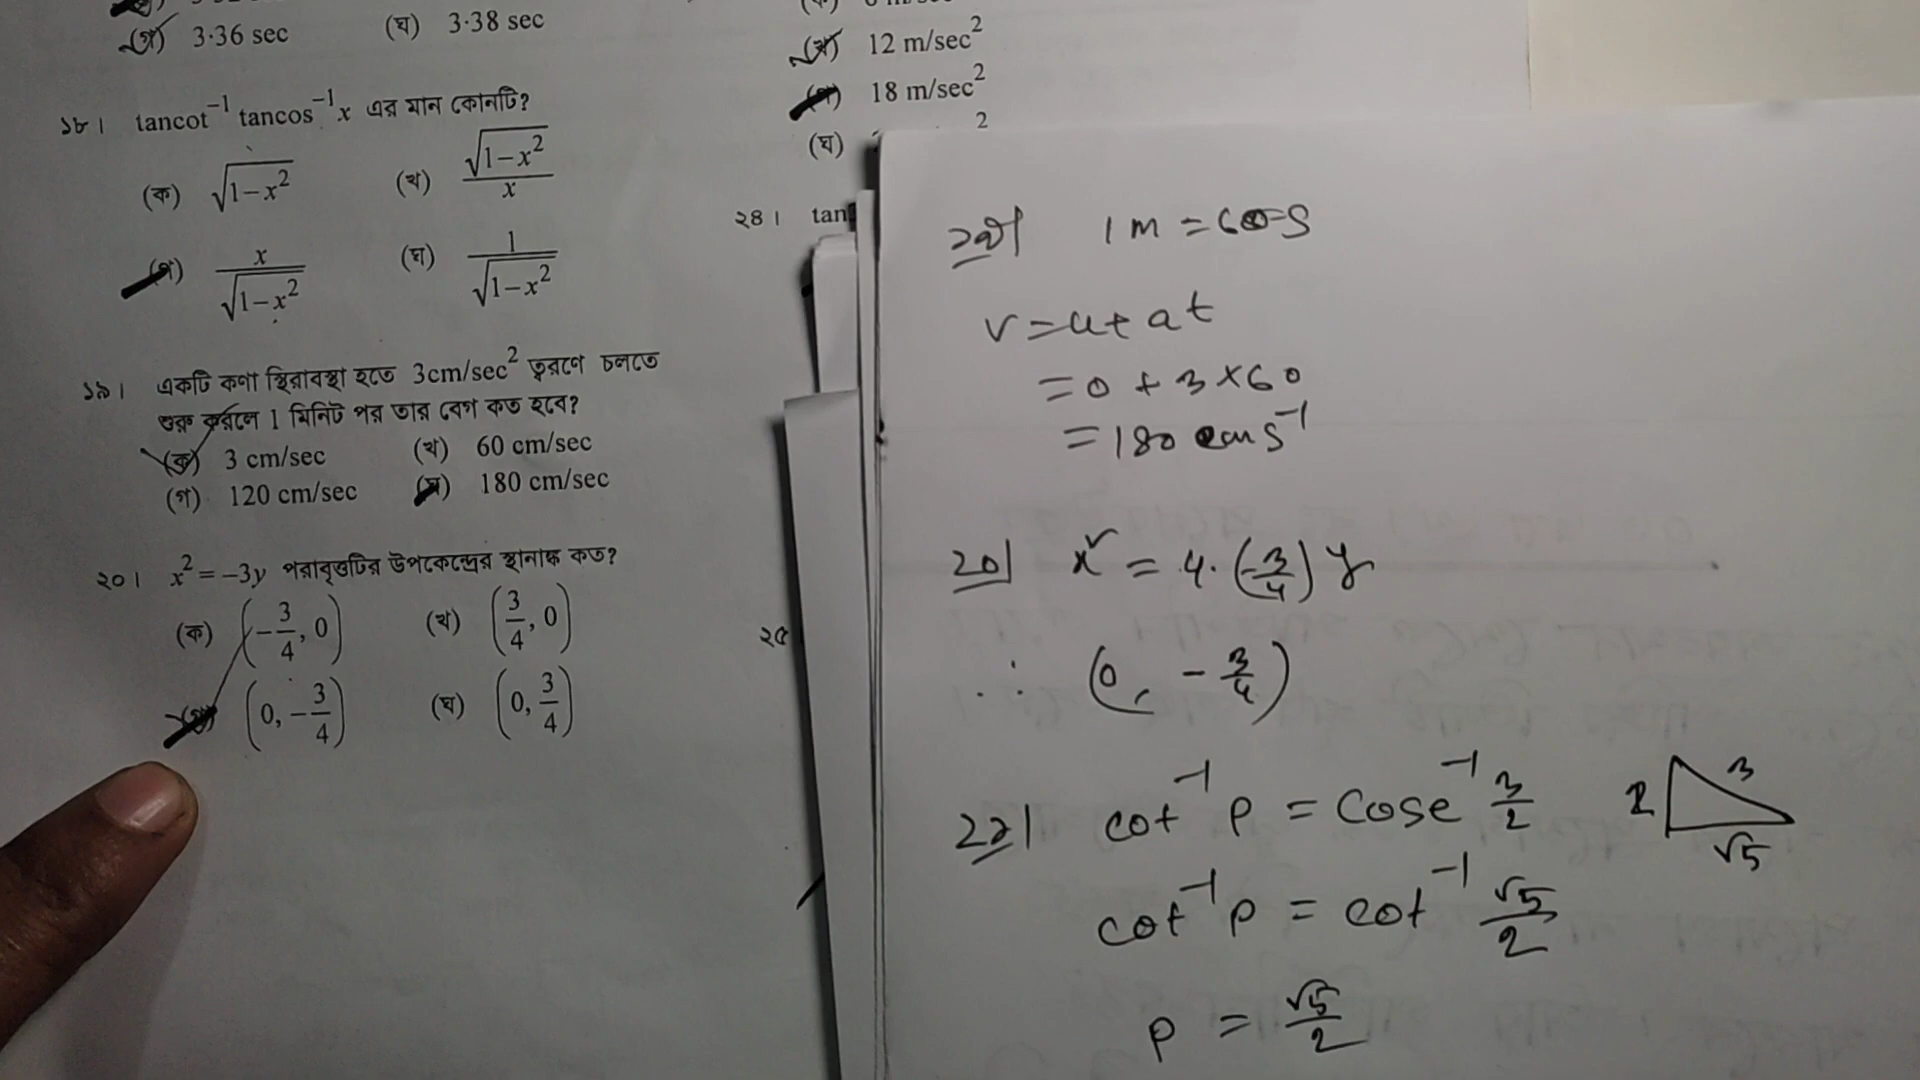 (গ) 3·36 sec (ঘ) 3·38 sec
১৮। tancot⁻¹ tancos⁻¹x এর মান কোনটি?
(ক) √(1−x²) (খ) √(1−x²)/x
(গ) x/√(1−x²) (ঘ) 1/√(1−x²)
১৯। একটি কণা স্থিরাবস্থা হতে 3cm/sec² ত্বরণে চলতে
শুরু করলে 1 মিনিট পর তার বেগ কত হবে?
(ক) 3 cm/sec (খ) 60 cm/sec
(গ) 120 cm/sec (ঘ) 180 cm/sec
২০। x² = −3y পরাবৃত্তটির উপকেন্দ্রের স্থানাঙ্ক কত?
(ক) (−3/4, 0) (খ) (3/4, 0)
(গ) (0, −3/4) (ঘ) (0, 3/4)
(খ) 12 m/sec²
(গ) 18 m/sec²
(ঘ) 2
২৪। tan
২৫
1 m = 60 s
v = u + at
= 0 + 3 × 60
= 180 cm s⁻¹
20| x² = 4·(−3/4) y
∴ (0, −3/4)
cot⁻¹ p = cosec⁻¹ 3/2 2 3 √5
cot⁻¹ p = cot⁻¹ √5/2
p = √5/2